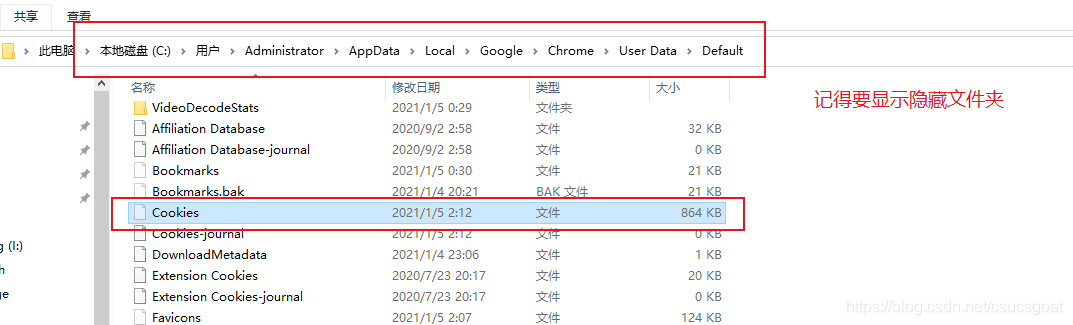 共享 查看
此电脑 > 本地磁盘 (C:) > 用户 > Administrator > AppData > Local > Google > Chrome > User Data > Default
名称 修改日期 类型 大小
记得要显示隐藏文件夹
VideoDecodeStats 2021/1/5 0:29 文件夹
Affiliation Database 2020/9/2 2:58 文件 32 KB
Affiliation Database-journal 2020/9/2 2:58 文件 0 KB
Bookmarks 2021/1/5 0:30 文件 21 KB
Bookmarks.bak 2021/1/4 20:21 BAK 文件 21 KB
Cookies 2021/1/5 2:12 文件 864 KB
Cookies-journal 2021/1/5 2:12 文件 0 KB
g (I:) DownloadMetadata 2021/1/4 23:06 文件 1 KB
h Extension Cookies 2020/7/23 20:17 文件 20 KB
ge Extension Cookies-journal 2020/7/23 20:17 文件 0 KB
Favicons 2021/1/5 2:07 文件 124 KB
https://blog.csdn.net/csucsgoat